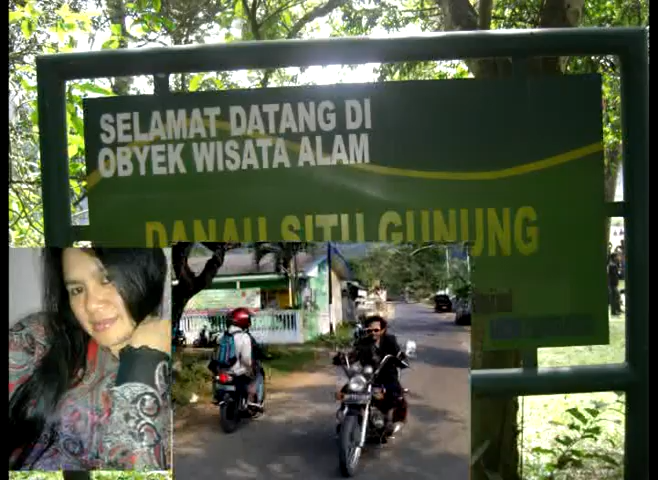 SELAMAT DATANG DI
OBYEK WISATA ALAM
DANAU SITU GUNUNG